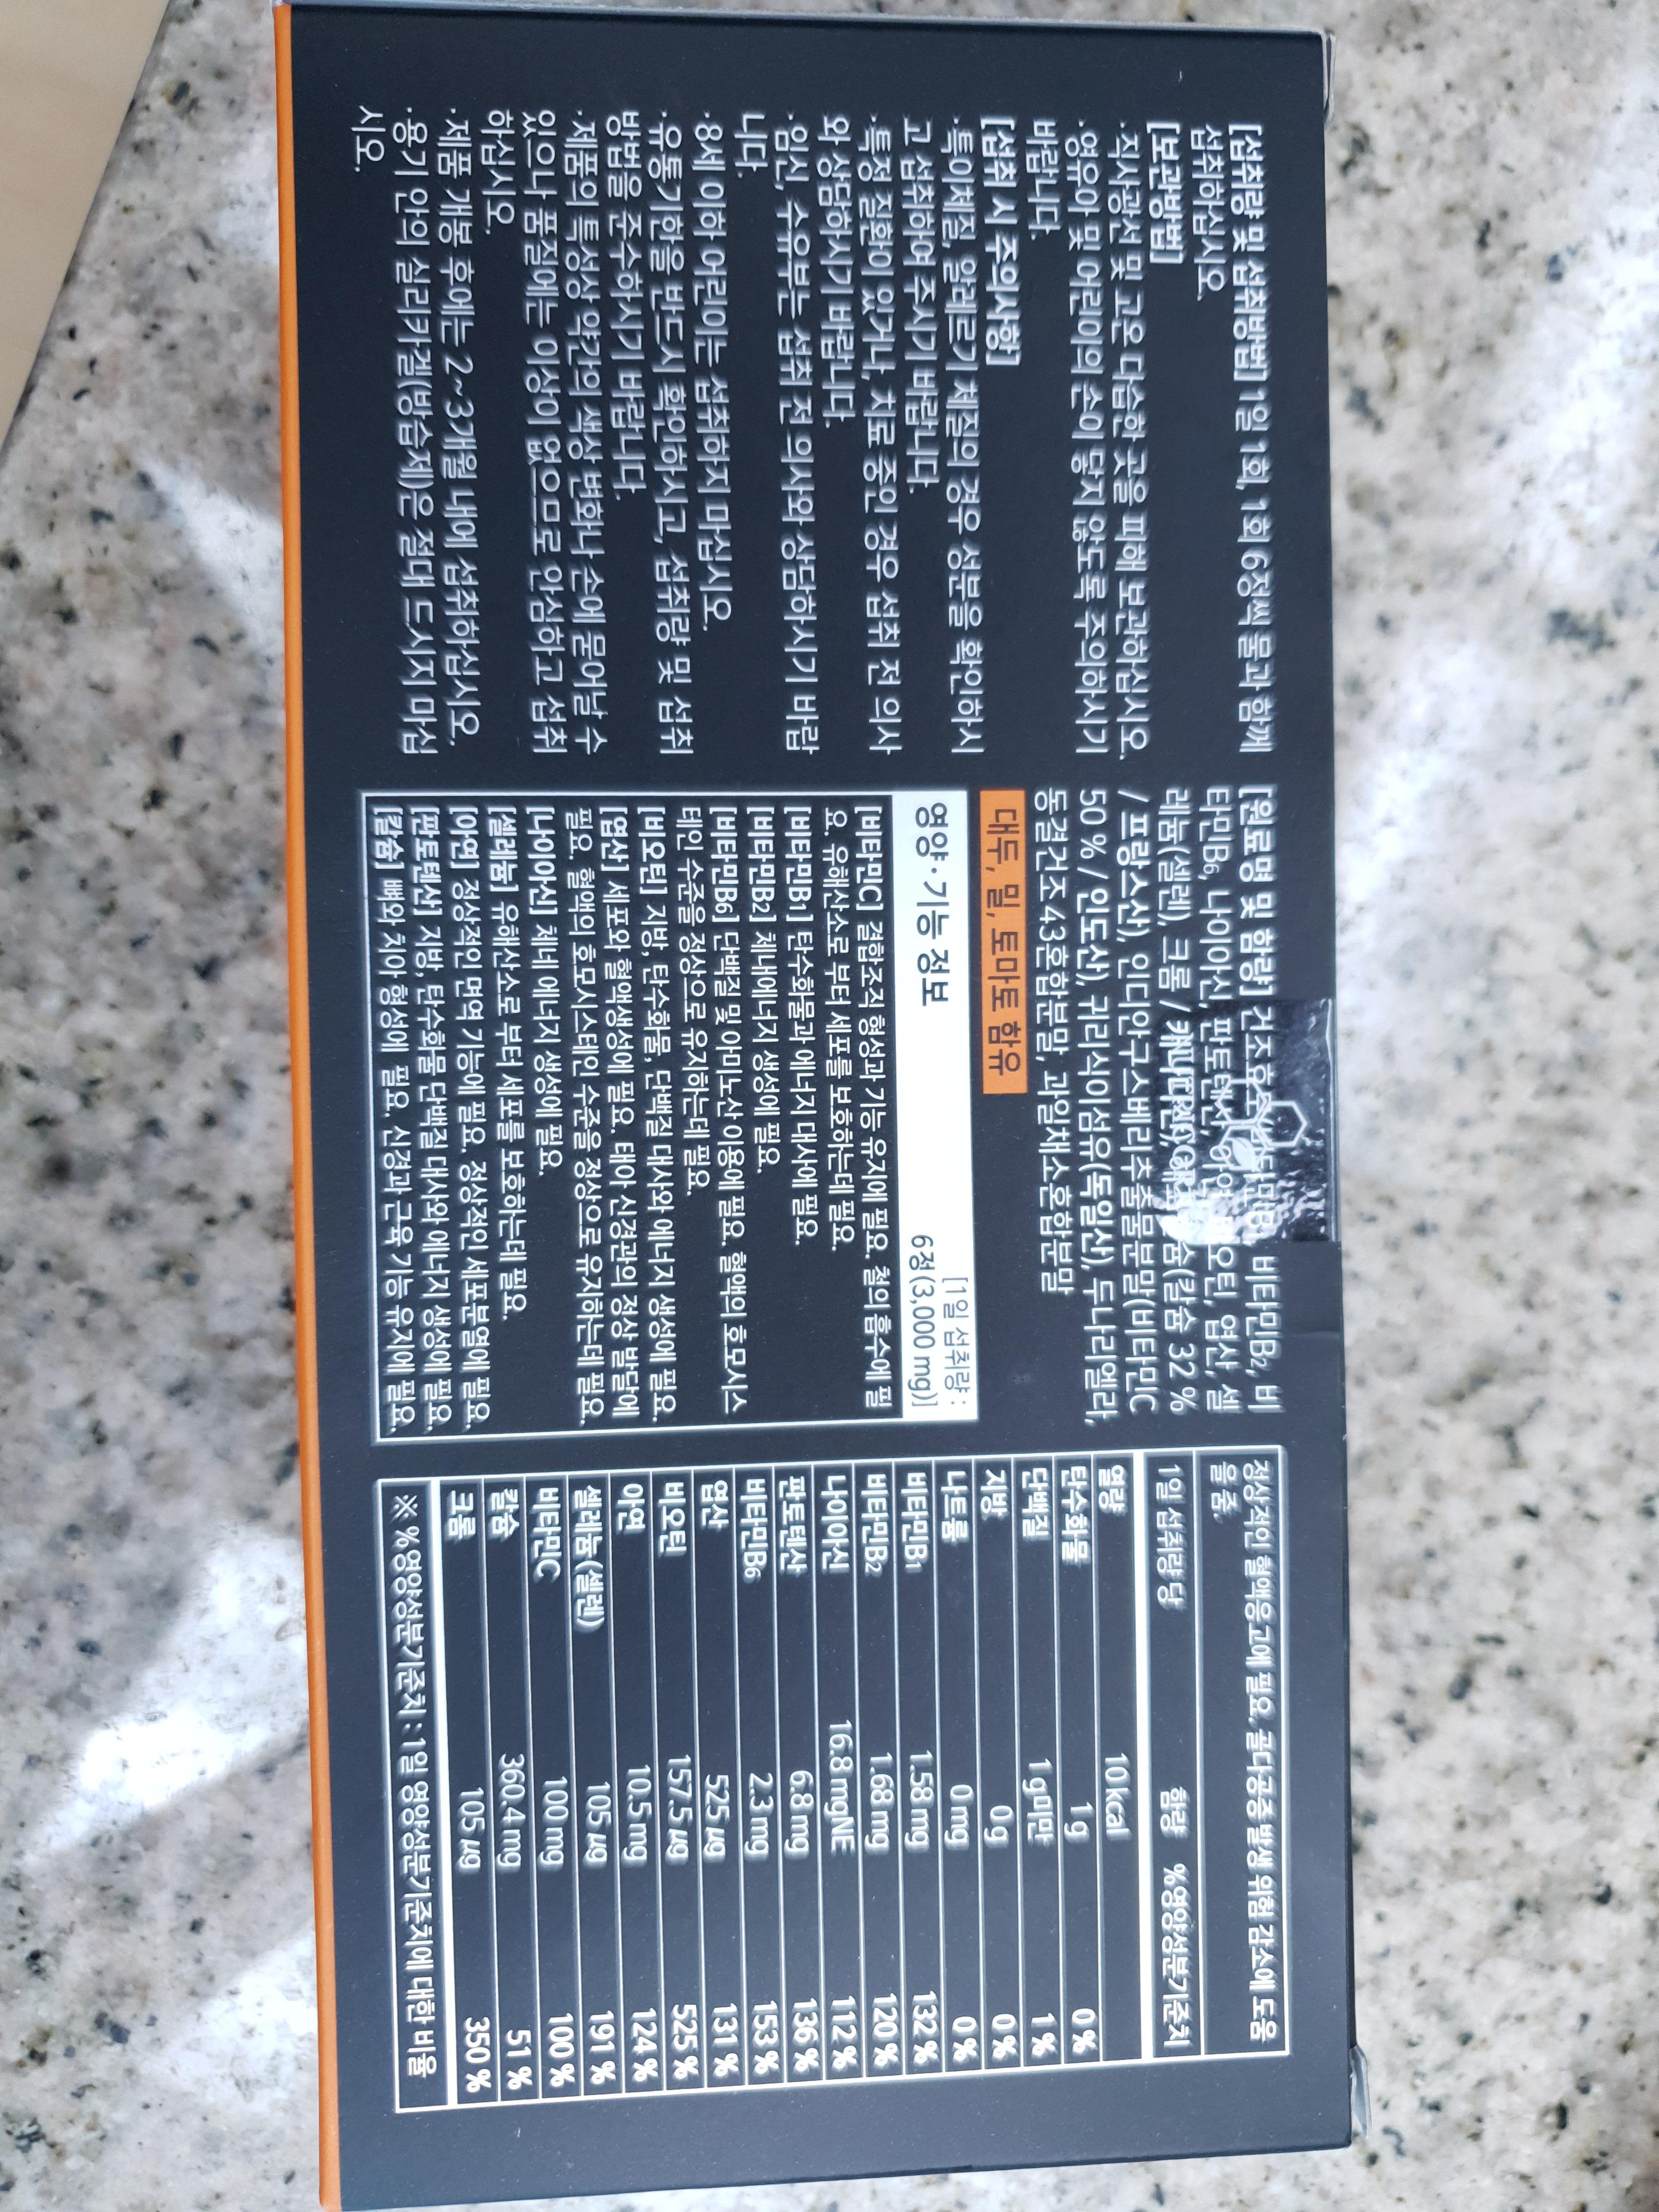 [섭취량 및 섭취방법] 1일 1회, 1회 6정씩 물과 함께
섭취하십시오.
[보관방법]
· 직사광선 및 고온 다습한 곳을 피해 보관하십시오.
· 영유아 및 어린이의 손이 닿지 않도록 주의하시기
바랍니다.
[섭취 시 주의사항]
· 특이체질, 알레르기 체질의 경우 성분을 확인하시
고 섭취하여 주시기 바랍니다.
· 특정 질환이 있거나, 치료 중인 경우 섭취 전 의사
와 상담하시기 바랍니다.
· 임신, 수유부는 섭취 전 의사와 상담하시기 바랍
니다.
· 8세 이하 어린이는 섭취하지 마십시오.
· 유통기한을 반드시 확인하시고, 섭취량 및 섭취
방법을 준수하시기 바랍니다.
· 제품의 특성상 약간의 색상 변화나 손에 묻어날 수
있으나 품질에는 이상이 없으므로 안심하고 섭취
하십시오.
· 제품 개봉 후에는 2~3개월 내에 섭취하십시오.
· 용기 안의 실리카겔(방습제)은 절대 드시지 마십
시오.
[원료명 및 함량] 건조효모 비타민B₂, 비
타민B₆, 나이아신, 판토텐산, 아연, 비오틴, 엽산, 셀
레늄(셀렌), 크롬 / 칼슘(칼슘 32 %
/ 프랑스산), 인디안구스베리추출물분말(비타민C
50 % / 인도산), 귀리식이섬유(독일산), 두나리엘라,
동결건조 43혼합분말, 과일채소혼합분말
대두, 밀, 토마토 함유
영양·기능 정보
[1일 섭취량 :
6정(3,000 mg)]
[비타민C] 결합조직 형성과 기능 유지에 필요. 철의 흡수에 필
요. 유해산소로 부터 세포를 보호하는데 필요.
[비타민B₁] 탄수화물과 에너지 대사에 필요.
[비타민B₂] 체내에너지 생성에 필요.
[비타민B₆] 단백질 및 아미노산 이용에 필요. 혈액의 호모시스
테인 수준을 정상으로 유지하는데 필요.
[비오틴] 지방, 탄수화물, 단백질 대사와 에너지 생성에 필요.
[엽산] 세포와 혈액생성에 필요. 태아 신경관의 정상 발달에
필요. 혈액의 호모시스테인 수준을 정상으로 유지하는데 필요.
[나이아신] 체네 에너지 생성에 필요.
[셀레늄] 유해산소로 부터 세포를 보호하는데 필요.
[아연] 정상적인 면역 기능에 필요. 정상적인 세포분열에 필요.
[판토텐산] 지방, 탄수화물 단백질 대사와 에너지 생성에 필요.
[칼슘] 뼈와 치아 형성에 필요. 신경과 근육 기능 유지에 필요.
정상적인 혈액응고에 필요. 골다공증 발생 위험 감소에 도움
을 줌.
1일 섭취량 당 함량 %영양성분기준치
열량 10 kcal
탄수화물 1 g 0 %
단백질 1 g미만 1 %
지방 0 g 0 %
나트륨 0 mg 0 %
비타민B₁ 1.58 mg 132 %
비타민B₂ 1.68 mg 120 %
나이아신 16.8 mgNE 112 %
판토텐산 6.8 mg 136 %
비타민B₆ 2.3 mg 153 %
엽산 525 μg 131 %
비오틴 157.5 μg 525 %
아연 10.5 mg 124 %
셀레늄(셀렌) 105 μg 191 %
비타민C 100 mg 100 %
칼슘 360.4 mg 51 %
크롬 105 μg 350 %
※ %영양성분기준치 : 1일 영양성분기준치에 대한 비율